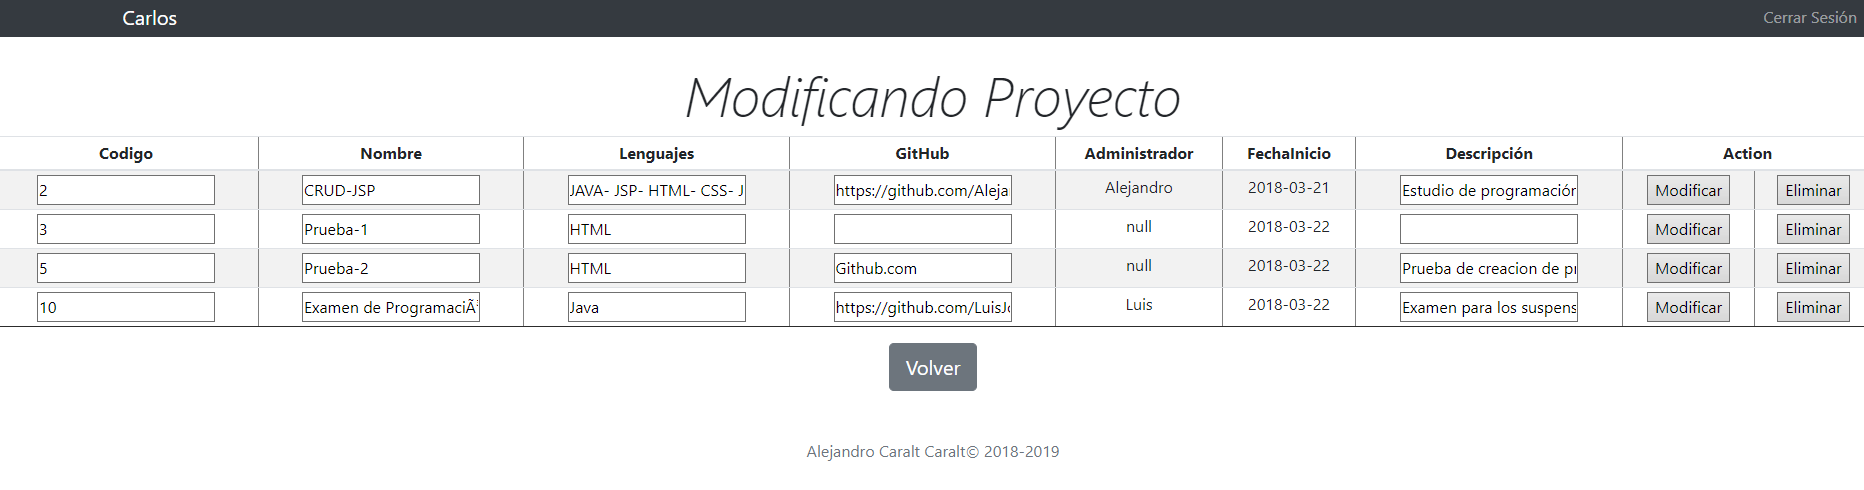 Carlos Cerrar Sesión
Modificando Proyecto
Codigo Nombre Lenguajes GitHub Administrador FechaInicio Descripción Action
2 CRUD-JSP JAVA- JSP- HTML- CSS- J https://github.com/Aleja Alejandro 2018-03-21 Estudio de programación Modificar Eliminar
3 Prueba-1 HTML null 2018-03-22 Modificar Eliminar
5 Prueba-2 HTML Github.com null 2018-03-22 Prueba de creacion de pr Modificar Eliminar
10 Examen de ProgramaciÃ³ Java https://github.com/LuisJo Luis 2018-03-22 Examen para los suspens Modificar Eliminar
Volver
Alejandro Caralt Caralt© 2018-2019